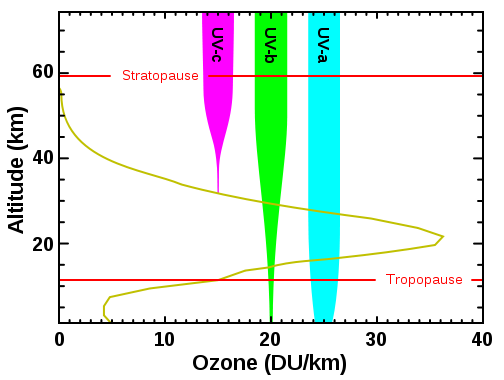 UV-c
UV-b
UV-a
Stratopause
60
40
20
Altitude (km)
Tropopause
0
10
20
30
40
Ozone (DU/km)